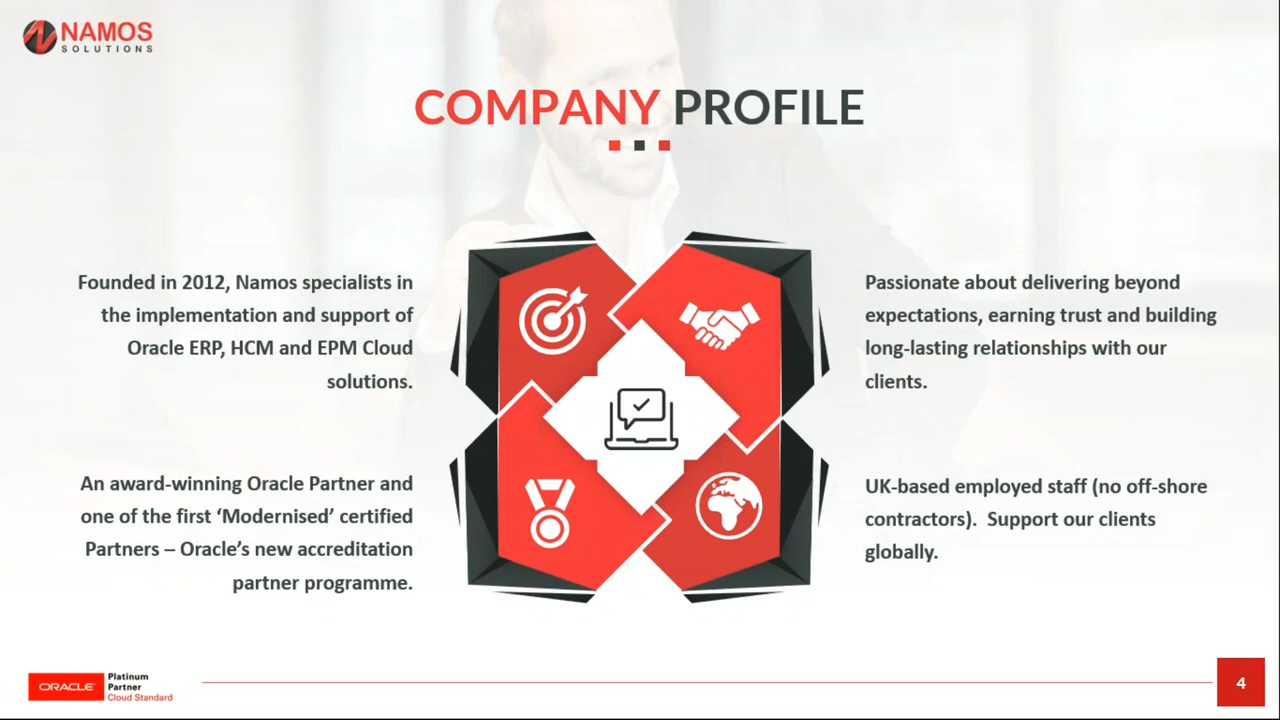 NAMOS
SOLUTIONS
COMPANY PROFILE
Founded in 2012, Namos specialists in
the implementation and support of
Oracle ERP, HCM and EPM Cloud
solutions.
Passionate about delivering beyond
expectations, earning trust and building
long-lasting relationships with our
clients.
An award-winning Oracle Partner and
one of the first ‘Modernised’ certified
Partners – Oracle’s new accreditation
partner programme.
UK-based employed staff (no off-shore
contractors).  Support our clients
globally.
ORACLE
Platinum
Partner
Cloud Standard
4